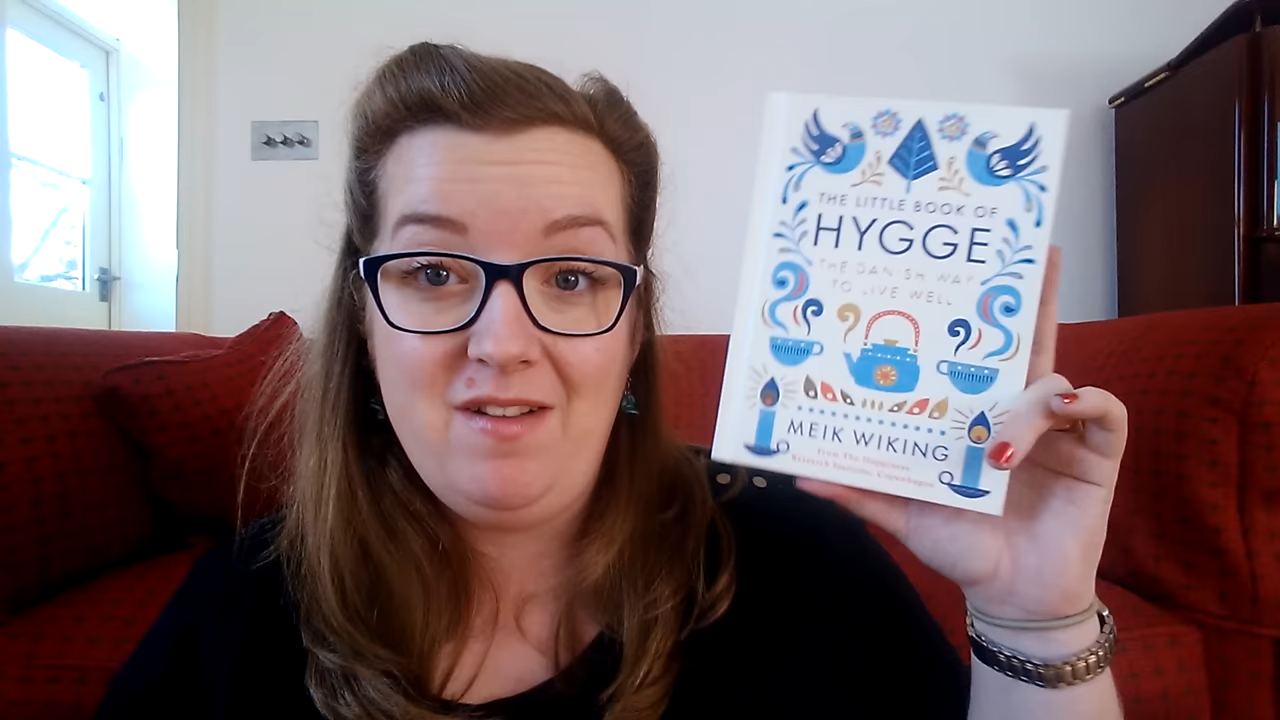 THE LITTLE BOOK OF
HYGGE
THE DANISH WAY
TO LIVE WELL
MEIK WIKING
From The Happiness
Research Institute, Copenhagen